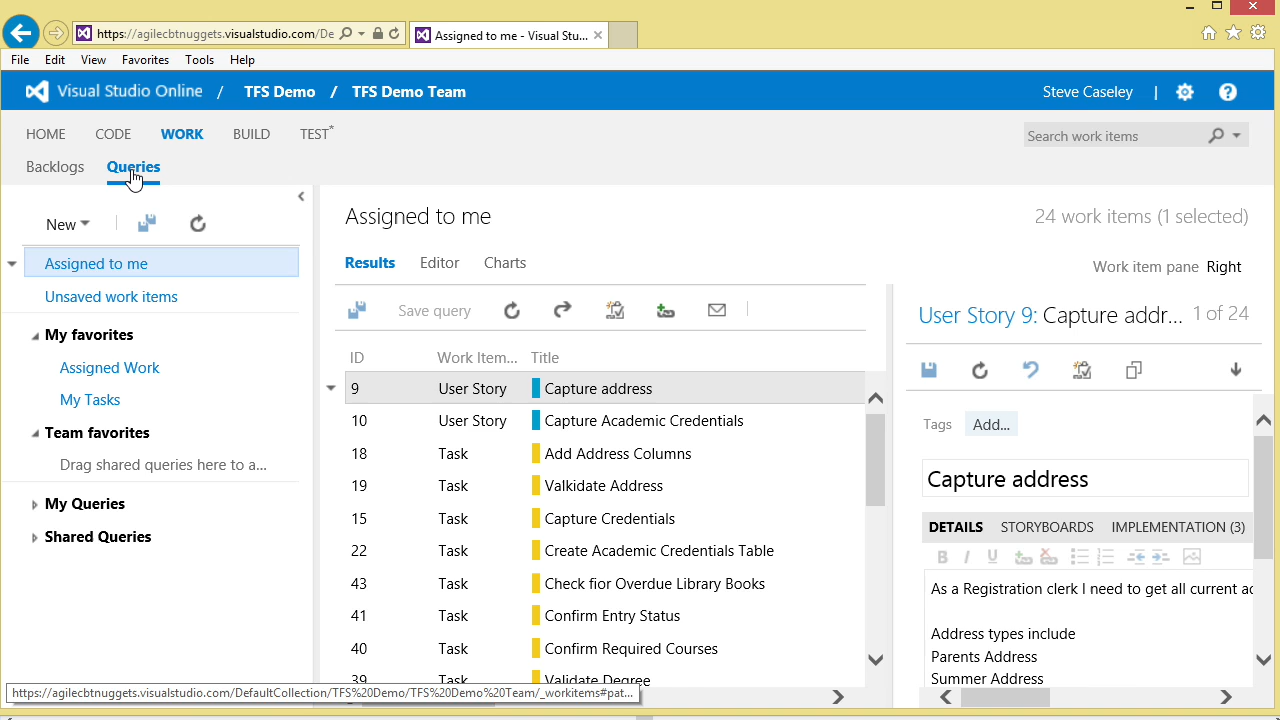 https://agilecbtnuggets.visualstudio.com/De
Assigned to me - Visual Stu...
File Edit View Favorites Tools Help
Visual Studio Online / TFS Demo / TFS Demo Team
Steve Caseley |
HOME CODE WORK BUILD TEST*
Search work items
Backlogs Queries
New
Assigned to me
Unsaved work items
My favorites
Assigned Work
My Tasks
Team favorites
Drag shared queries here to a...
My Queries
Shared Queries
Assigned to me
24 work items (1 selected)
Results Editor Charts
Work item pane Right
Save query
ID Work Item... Title
9 User Story Capture address
10 User Story Capture Academic Credentials
18 Task Add Address Columns
19 Task Valkidate Address
15 Task Capture Credentials
22 Task Create Academic Credentials Table
43 Task Check fior Overdue Library Books
41 Task Confirm Entry Status
40 Task Confirm Required Courses
39 Task Validate Degree
User Story 9: Capture addr... 1 of 24
Tags Add...
Capture address
DETAILS STORYBOARDS IMPLEMENTATION (3)
B I U
As a Registration clerk I need to get all current
Address types include
Parents Address
Summer Address
https://agilecbtnuggets.visualstudio.com/DefaultCollection/TFS%20Demo/TFS%20Demo%20Team/_workitems#pat...